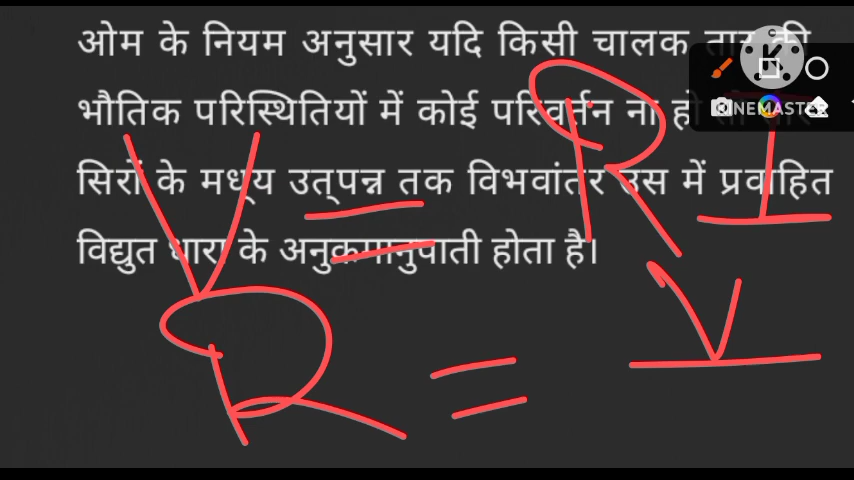 ओम के नियम अनुसार यदि किसी चालक तार की
भौतिक परिस्थितियों में कोई परिवर्तन ना हो तो तार
सिरों के मध्य उत्पन्न तक विभवांतर उस में प्रवाहित
विद्युत धारा के अनुक्रमानुपाती होता है।
V = R I
R = V
KINEMASTER